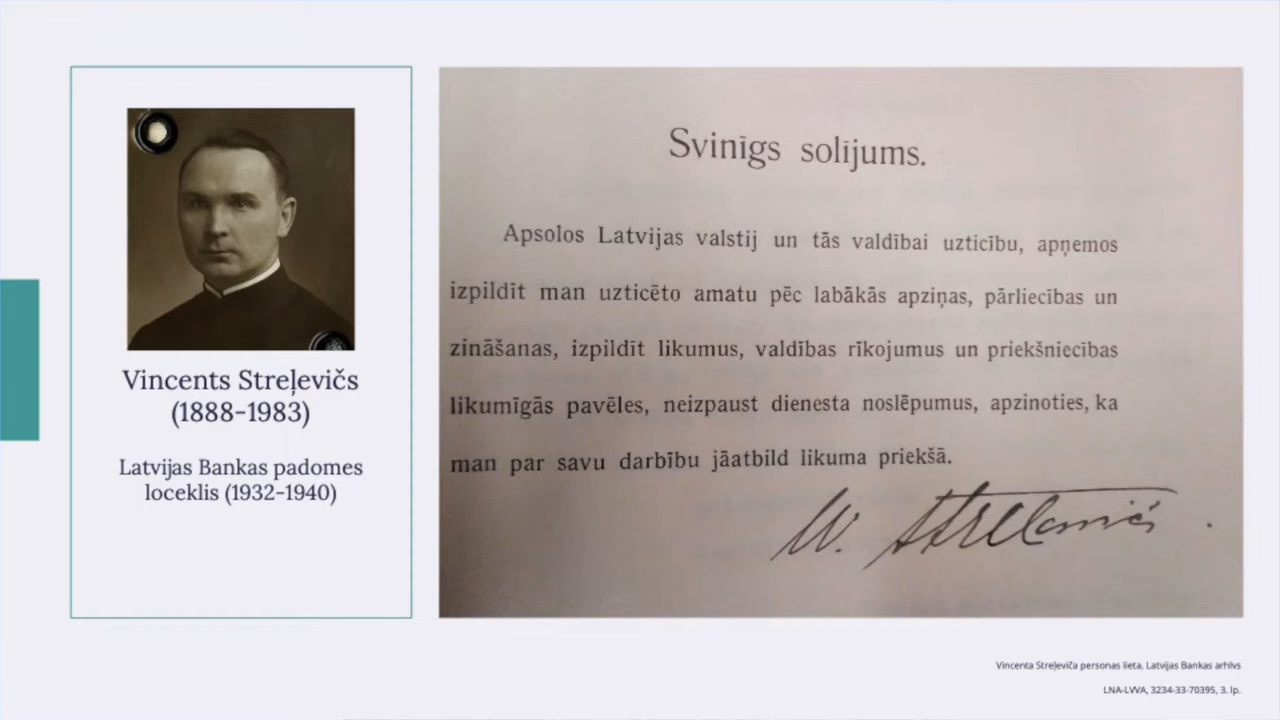 Vincents Streļevičs
(1888-1983)
Latvijas Bankas padomes
loceklis (1932-1940)
Svinīgs solījums.
Apsolos Latvijas valstij un tās valdībai uzticību, apņemos
izpildīt man uzticēto amatu pēc labākās apziņas, pārliecības un
zināšanas, izpildīt likumus, valdības rīkojumus un priekšniecības
likumīgās pavēles, neizpaust dienesta noslēpumus, apzinoties, ka
man par savu darbību jāatbild likuma priekšā.
W. Strelewičs
Vincenta Streļeviča personas lieta. Latvijas Bankas arhīvs
LNA-LVVA, 3234-33-70395, 3. lp.